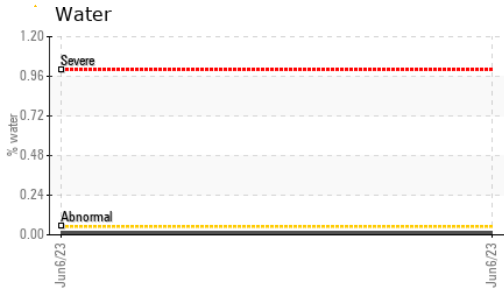 Water
1.20
Severe
0.96
0.72
% water
0.48
0.24
Abnormal
0.00
Jun6/23
Jun6/23